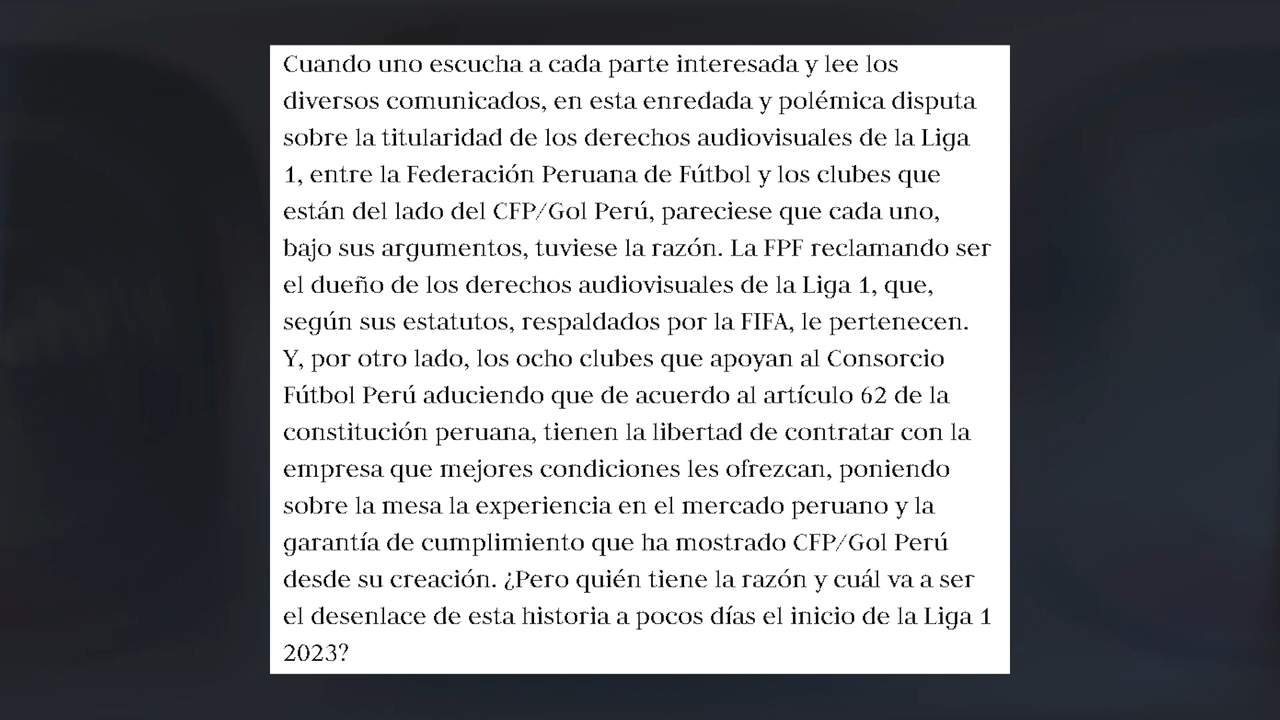 Cuando uno escucha a cada parte interesada y lee los
diversos comunicados, en esta enredada y polémica disputa
sobre la titularidad de los derechos audiovisuales de la Liga
1, entre la Federación Peruana de Fútbol y los clubes que
están del lado del CFP/Gol Perú, pareciese que cada uno,
bajo sus argumentos, tuviese la razón. La FPF reclamando ser
el dueño de los derechos audiovisuales de la Liga 1, que,
según sus estatutos, respaldados por la FIFA, le pertenecen.
Y, por otro lado, los ocho clubes que apoyan al Consorcio
Fútbol Perú aduciendo que de acuerdo al artículo 62 de la
constitución peruana, tienen la libertad de contratar con la
empresa que mejores condiciones les ofrezcan, poniendo
sobre la mesa la experiencia en el mercado peruano y la
garantía de cumplimiento que ha mostrado CFP/Gol Perú
desde su creación. ¿Pero quién tiene la razón y cuál va a ser
el desenlace de esta historia a pocos días el inicio de la Liga 1
2023?